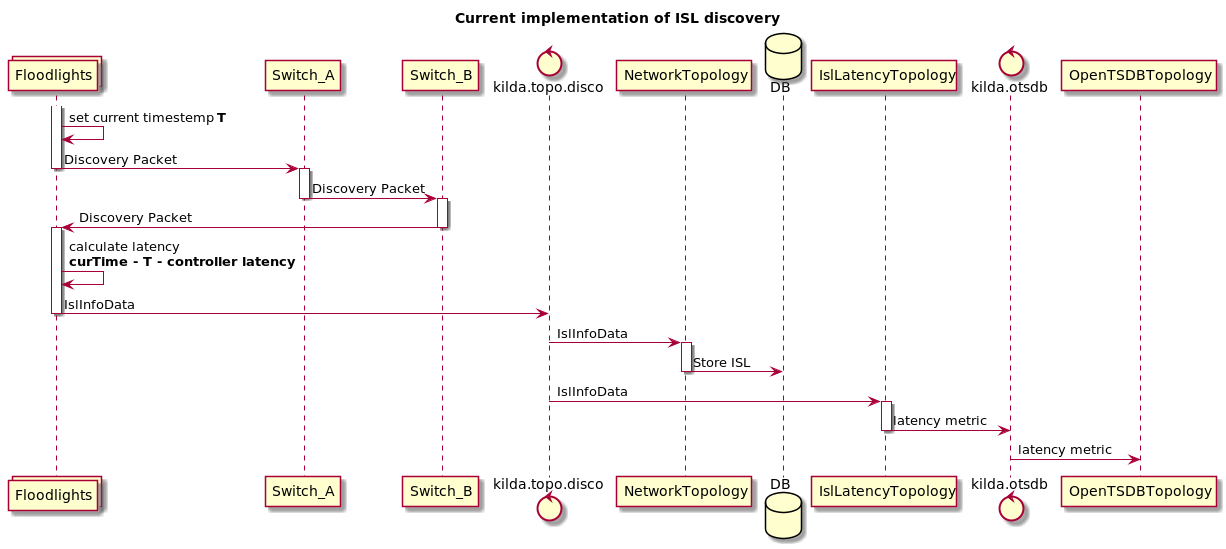 Current implementation of ISL discovery
Floodlights
Switch_A
Switch_B
kilda.topo.disco
NetworkTopology
DB
IslLatencyTopology
kilda.otsdb
OpenTSDBTopology
set current timestemp T
Discovery Packet
Discovery Packet
Discovery Packet
calculate latency
curTime - T - controller latency
IslInfoData
IslInfoData
Store ISL
IslInfoData
latency metric
latency metric
Floodlights
Switch_A
Switch_B
kilda.topo.disco
NetworkTopology
DB
IslLatencyTopology
kilda.otsdb
OpenTSDBTopology